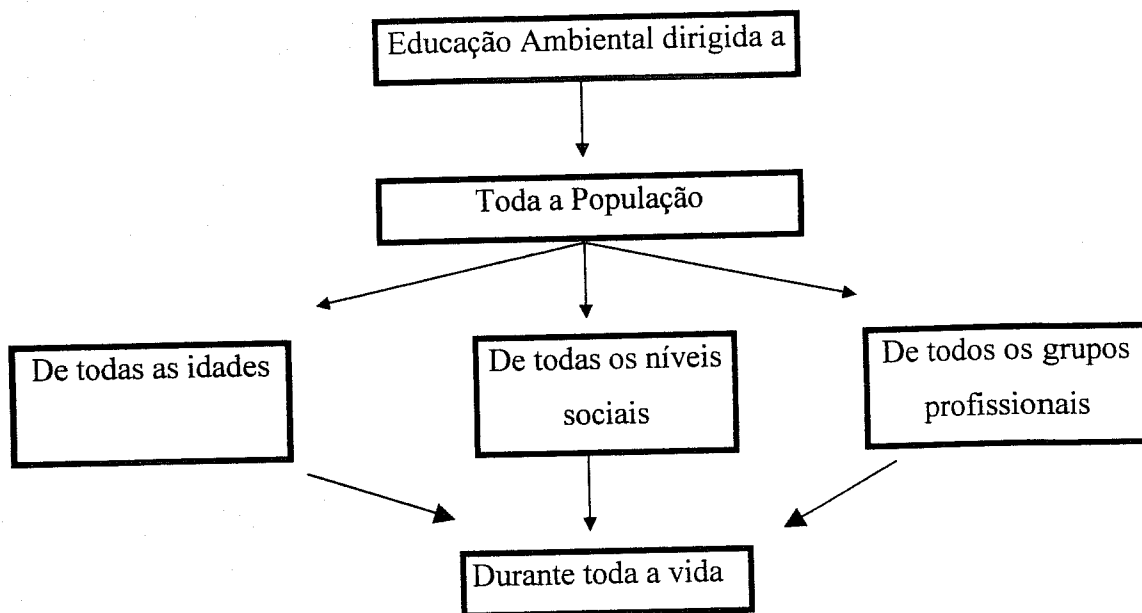 Educação Ambiental dirigida a
Toda a População
De todas as idades
De todas os níveis
sociais
De todos os grupos
profissionais
Durante toda a vida